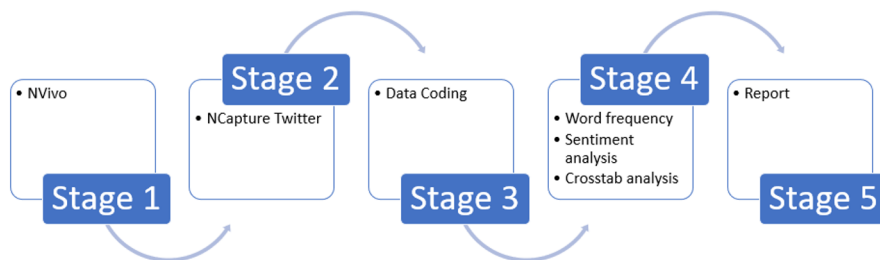 • NVivo
Stage 1
Stage 2
• NCapture Twitter
• Data Coding
Stage 3
Stage 4
• Word frequency
• Sentiment
analysis
• Crosstab analysis
• Report
Stage 5